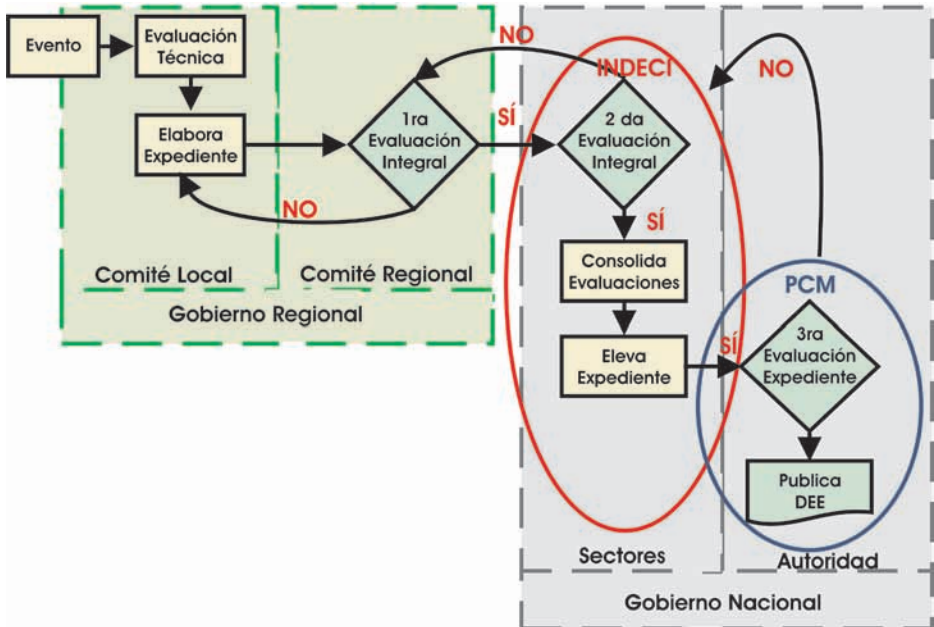 Evento
Evaluación
Técnica
Elabora
Expediente
NO
Comité Local
1ra
Evaluación
Integral
Comité Regional
Gobierno Regional
NO
SÍ
INDECI
2 da
Evaluación
Integral
SÍ
Consolida
Evaluaciones
Eleva
Expediente
SÍ
Sectores
NO
PCM
3ra
Evaluación
Expediente
Publica
DEE
Autoridad
Gobierno Nacional